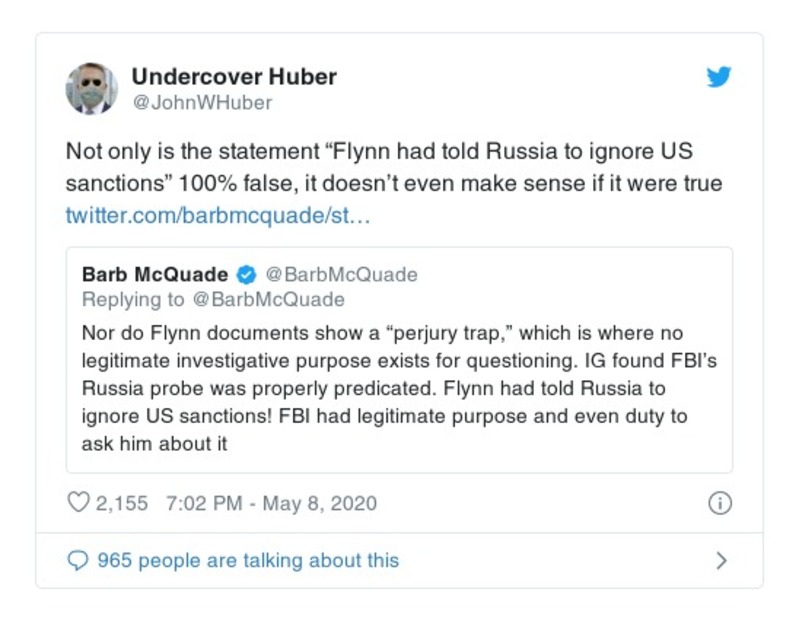 Undercover Huber
@JohnWHuber
Not only is the statement “Flynn had told Russia to ignore US
sanctions” 100% false, it doesn’t even make sense if it were true
twitter.com/barbmcquade/st…
Barb McQuade @BarbMcQuade
Replying to @BarbMcQuade
Nor do Flynn documents show a “perjury trap,” which is where no
legitimate investigative purpose exists for questioning. IG found FBI’s
Russia probe was properly predicated. Flynn had told Russia to
ignore US sanctions! FBI had legitimate purpose and even duty to
ask him about it
2,155 7:02 PM - May 8, 2020
965 people are talking about this